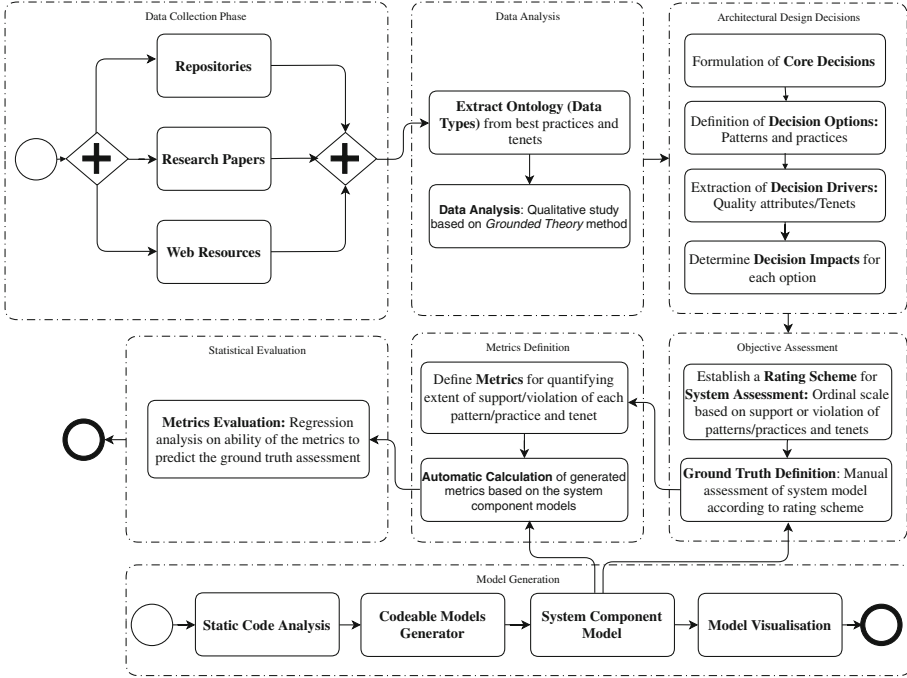 Data Collection Phase
Repositories
Research Papers
Web Resources
Data Analysis
Extract Ontology (Data
Types) from best practices and
tenets
Data Analysis: Qualitative study
based on Grounded Theory method
Architectural Design Decisions
Formulation of Core Decisions
Definition of Decision Options:
Patterns and practices
Extraction of Decision Drivers:
Quality attributes/Tenets
Determine Decision Impacts for
each option
Statistical Evaluation
Metrics Evaluation: Regression
analysis on ability of the metrics to
predict the ground truth assessment
Metrics Definition
Define Metrics for quantifying
extent of support/violation of each
pattern/practice and tenet
Automatic Calculation of generated
metrics based on the system
component models
Objective Assessment
Establish a Rating Scheme for
System Assessment: Ordinal scale
based on support or violation of
patterns/practices and tenets
Ground Truth Definition: Manual
assessment of system model
according to rating scheme
Model Generation
Static Code Analysis
Codeable Models
Generator
System Component
Model
Model Visualisation